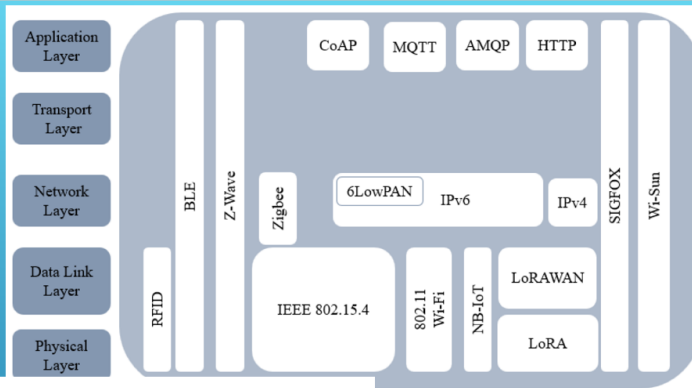 Application
Layer
CoAP
MQTT
AMQP
HTTP
Transport
Layer
Network
Layer
BLE
Z-Wave
Zigbee
6LowPAN
IPv6
IPv4
SIGFOX
Wi-Sun
Data Link
Layer
RFID
IEEE 802.15.4
802.11
Wi-Fi
NB-IoT
LoRAWAN
LoRA
Physical
Layer